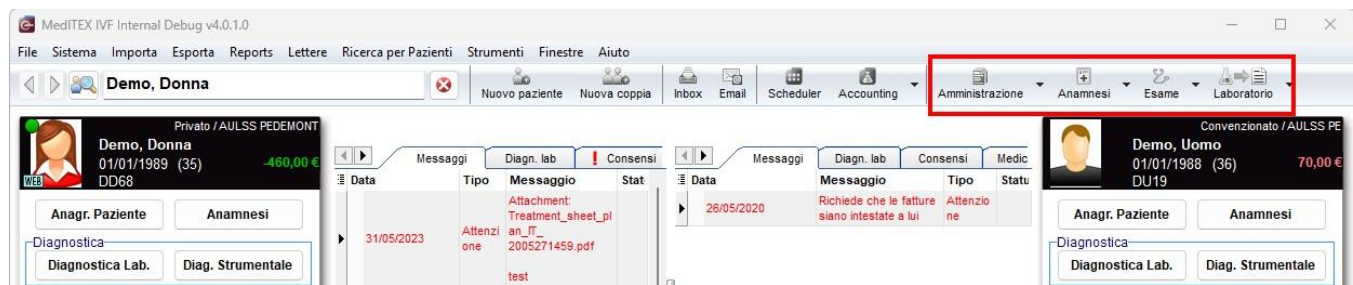 MedITEX IVF Internal Debug v4.0.1.0
File Sistema Importa Esporta Reports Lettere Ricerca per Pazienti Strumenti Finestre Aiuto
Demo, Donna
Nuovo paziente Nuova coppia Inbox Email Scheduler Accounting Amministrazione Anamnesi Esame Laboratorio
Privato / AULSS PEDEMONT
Demo, Donna
01/01/1989 (35) -460,00 €
WEB DD68
Anagr. Paziente Anamnesi
Diagnostica
Diagnostica Lab. Diag. Strumentale
Messaggi Diagn. lab ! Consensi
Data Tipo Messaggio Stat
31/05/2023 Attenzi
one
Attachment:
Treatment_sheet_pl
an_IT_
2005271459.pdf
test
Messaggi Diagn. lab Consensi Medic
Data Messaggio Tipo Statu
26/05/2020
Richiede che le fatture
siano intestate a lui
Attenzio
ne
Convenzionato / AULSS PE
Demo, Uomo
01/01/1988 (36) 70,00 €
DU19
Anagr. Paziente Anamnesi
Diagnostica
Diagnostica Lab. Diag. Strumentale